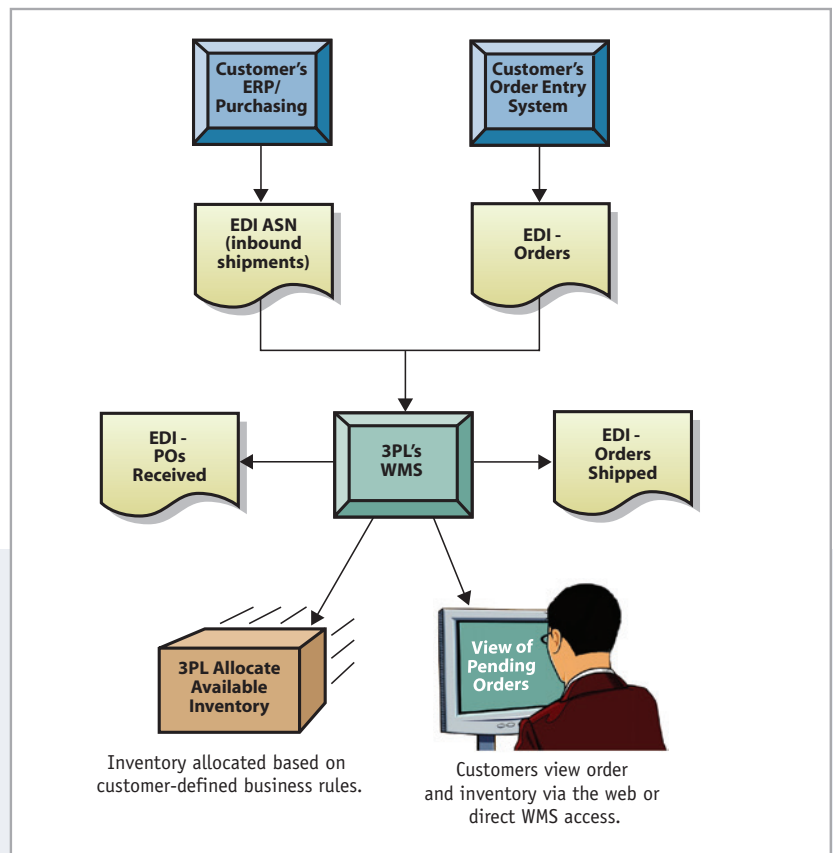 Customer's
ERP/
Purchasing
Customer's
Order Entry
System
EDI ASN
(inbound
shipments)
EDI -
Orders
EDI -
POs
Received
3PL's
WMS
EDI -
Orders
Shipped
3PL Allocate
Available
Inventory
View of
Pending
Orders
Inventory allocated based on
customer-defined business rules.
Customers view order
and inventory via the web or
direct WMS access.